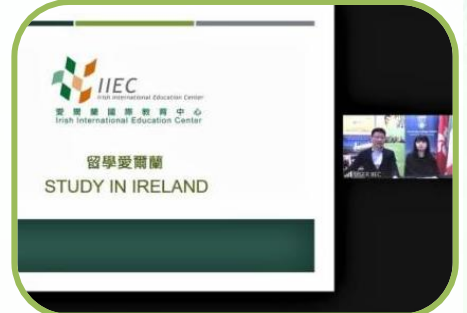 IIEC
Irish International Education Center
愛爾蘭國際教育中心
Irish International Education Center
留學愛爾蘭
STUDY IN IRELAND